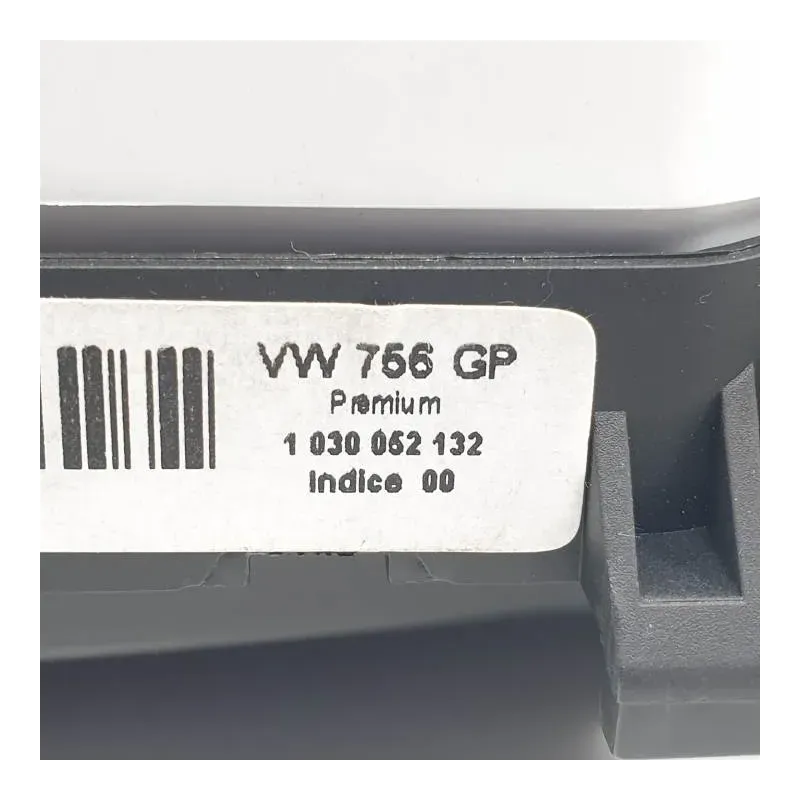 VW 756 GP
Premium
1 030 052 132
Indice 00